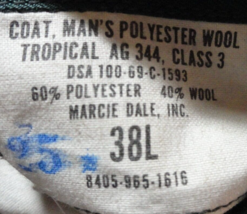 COAT, MAN'S POLYESTER WOOL
TROPICAL AG 344, CLASS 3
DSA 100-69-C-1593
60% POLYESTER 40% WOOL
MARCIE DALE, INC.
38L
8405-965-1616